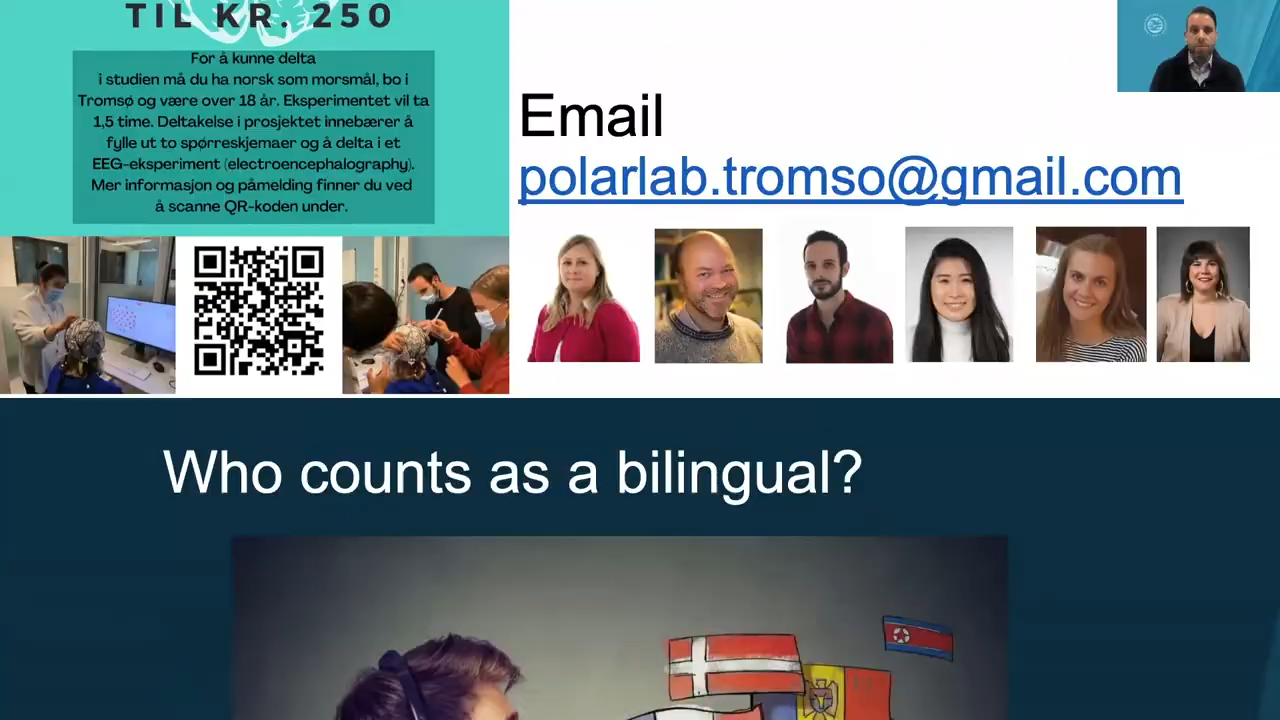 TIL KR. 250
For å kunne delta
i studien må du ha norsk som morsmål, bo i
Tromsø og være over 18 år. Eksperimentet vil ta
1,5 time. Deltakelse i prosjektet innebærer å
fylle ut to spørreskjemaer og å delta i et
EEG-eksperiment (electroencephalography).
Mer informasjon og påmelding finner du ved
å scanne QR-koden under.
Email
polarlab.tromso@gmail.com
Who counts as a bilingual?